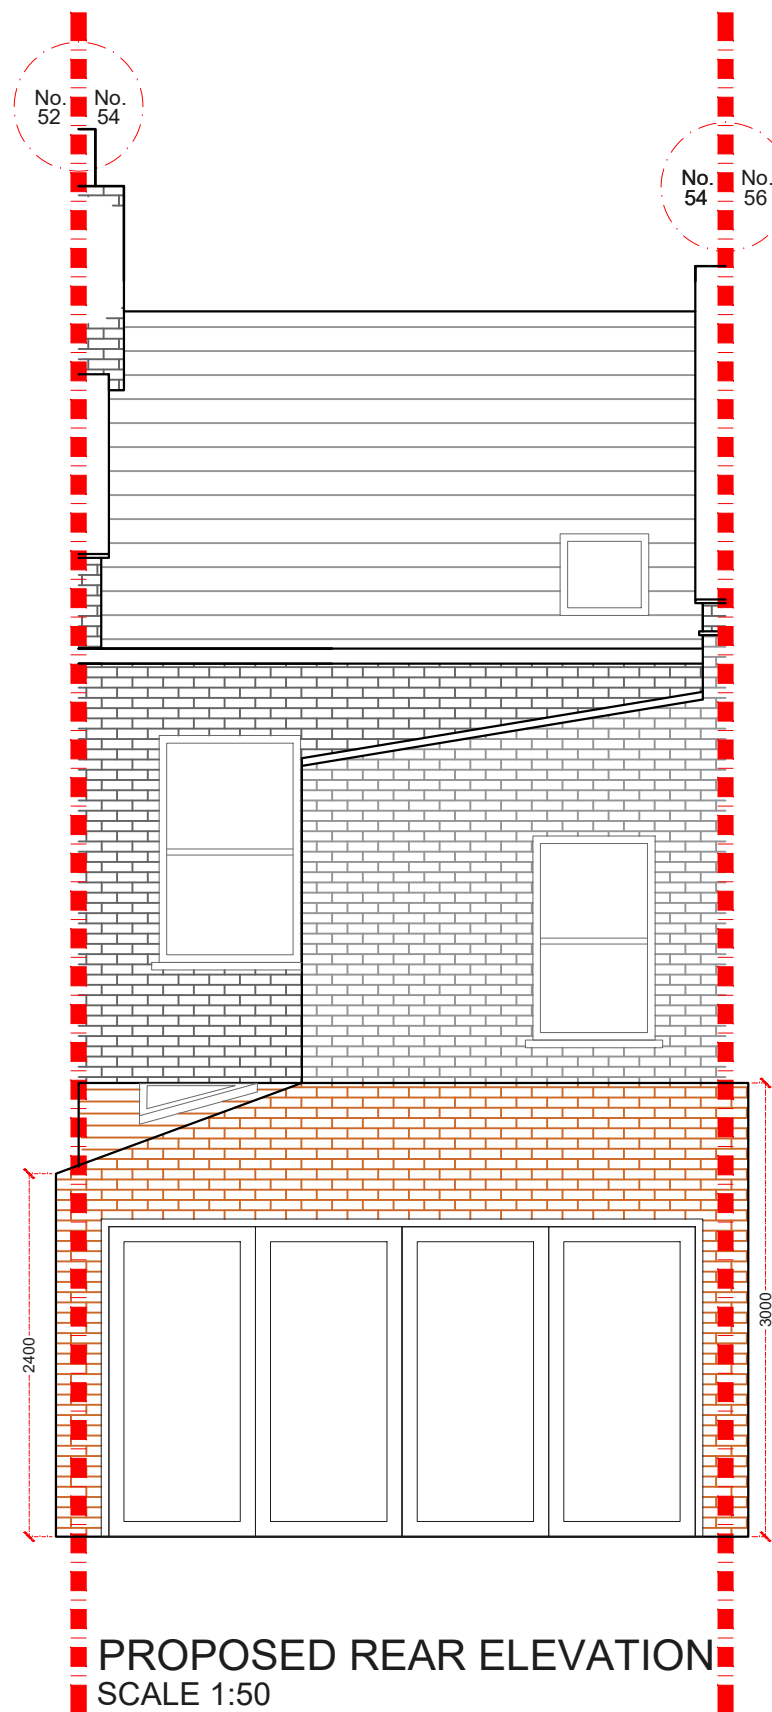 No. No.
52 54
No. No.
54 56
2400
3000
PROPOSED REAR ELEVATION
SCALE 1:50